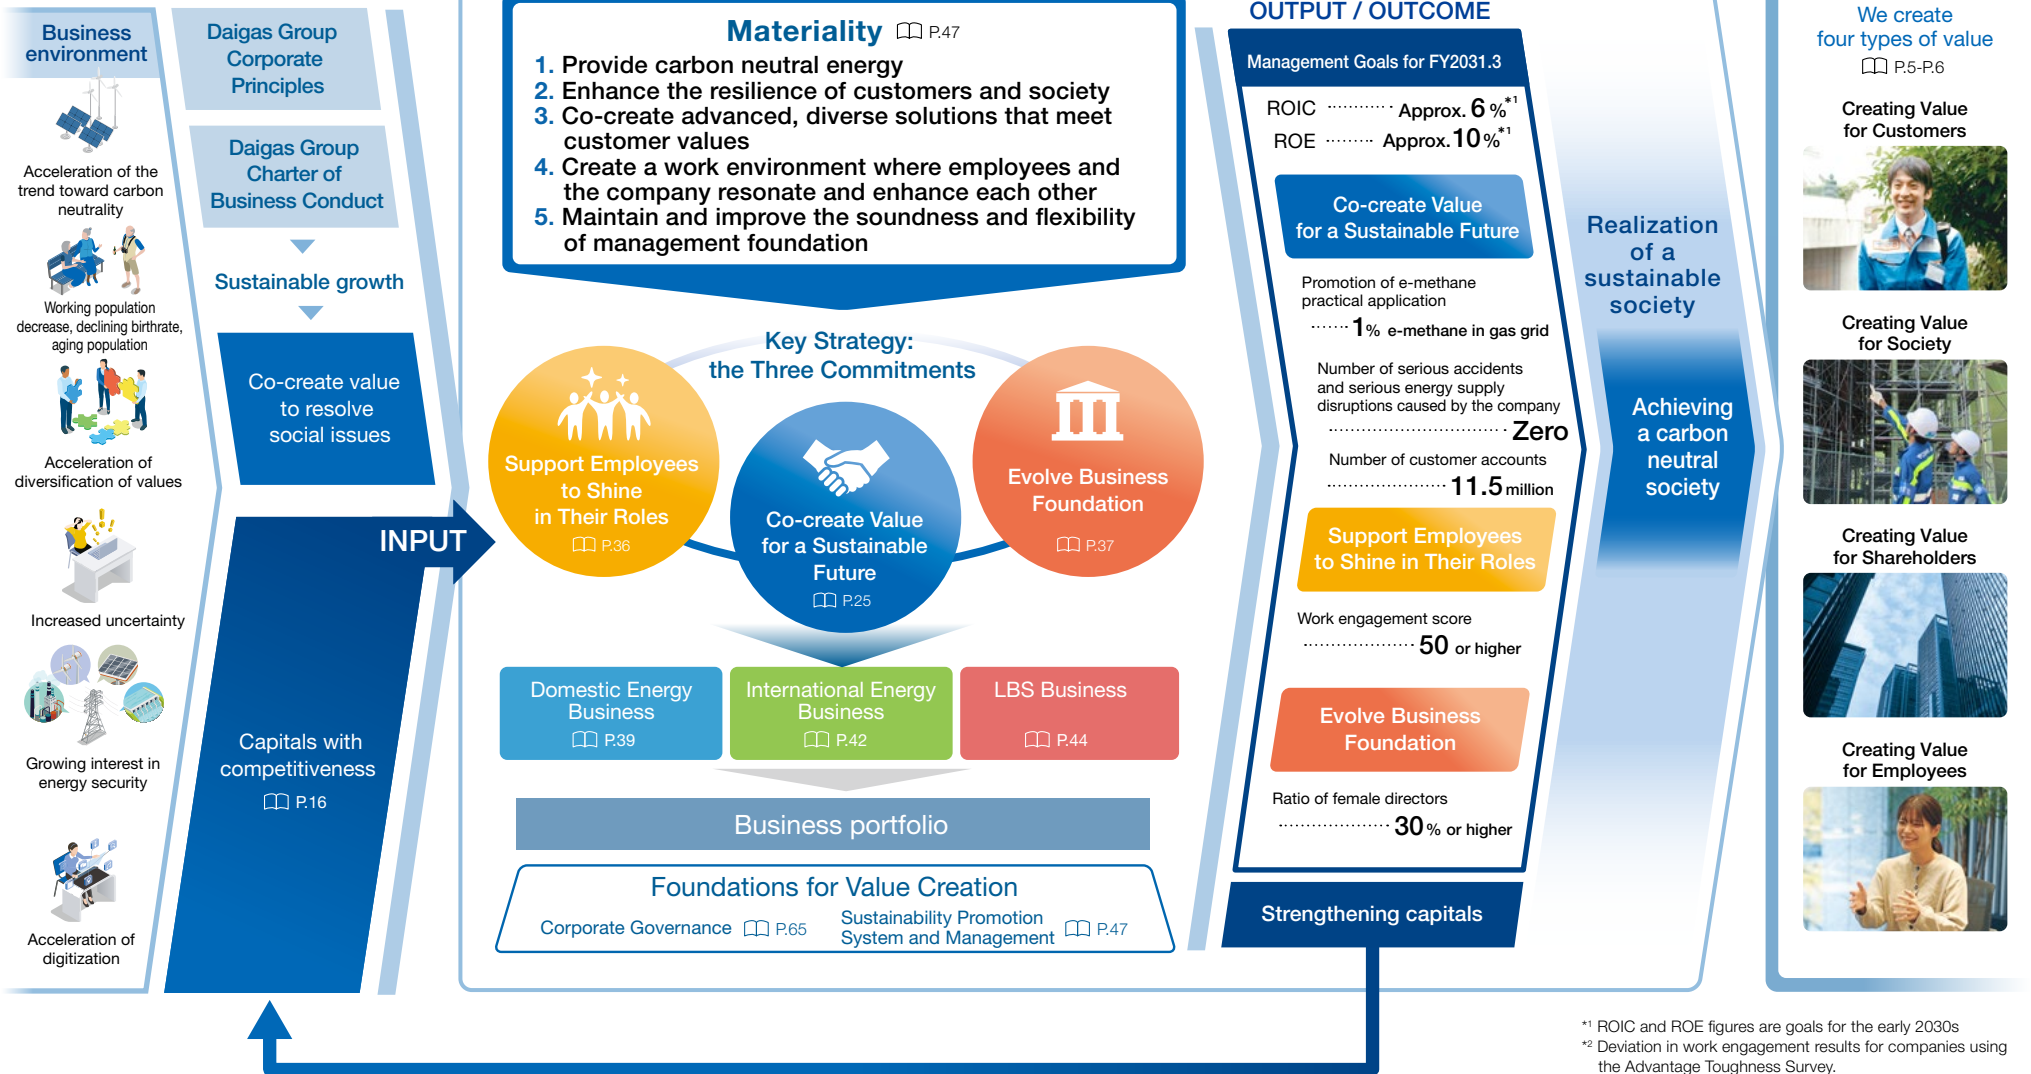 Business
environment
Acceleration of the
trend toward carbon
neutrality
Working population
decrease, declining birthrate,
aging population
Acceleration of
diversification of values
Increased uncertainty
Growing interest in
energy security
Acceleration of
digitization
Daigas Group
Corporate
Principles
Daigas Group
Charter of
Business Conduct
Sustainable growth
Co-create value
to resolve
social issues
Capitals with
competitiveness
P.16
INPUT
Materiality P.47
1. Provide carbon neutral energy
2. Enhance the resilience of customers and society
3. Co-create advanced, diverse solutions that meet
customer values
4. Create a work environment where employees and
the company resonate and enhance each other
5. Maintain and improve the soundness and flexibility
of management foundation
Key Strategy:
the Three Commitments
Support Employees
to Shine
in Their Roles
P.36
Co-create Value
for a Sustainable
Future
P.25
Evolve Business
Foundation
P.37
Domestic Energy
Business
P.39
International Energy
Business
P.42
LBS Business
P.44
Business portfolio
Foundations for Value Creation
Corporate Governance P.65
Sustainability Promotion
System and Management P.47
OUTPUT / OUTCOME
Management Goals for FY2031.3
ROIC ··········· Approx. 6 %*1
ROE ········ Approx. 10 %*1
Co-create Value
for a Sustainable Future
Promotion of e-methane
practical application
······ 1% e-methane in gas grid
Number of serious accidents
and serious energy supply
disruptions caused by the company
······························· Zero
Number of customer accounts
····················· 11.5 million
Support Employees
to Shine in Their Roles
Work engagement score
···················· 50 or higher
Evolve Business
Foundation
Ratio of female directors
···················· 30 % or higher
Strengthening capitals
Realization
of a
sustainable
society
Achieving
a carbon
neutral
society
We create
four types of value
P.5-P.6
Creating Value
for Customers
Creating Value
for Society
Creating Value
for Shareholders
Creating Value
for Employees
*1 ROIC and ROE figures are goals for the early 2030s
*2 Deviation in work engagement results for companies using
the Advantage Toughness Survey.